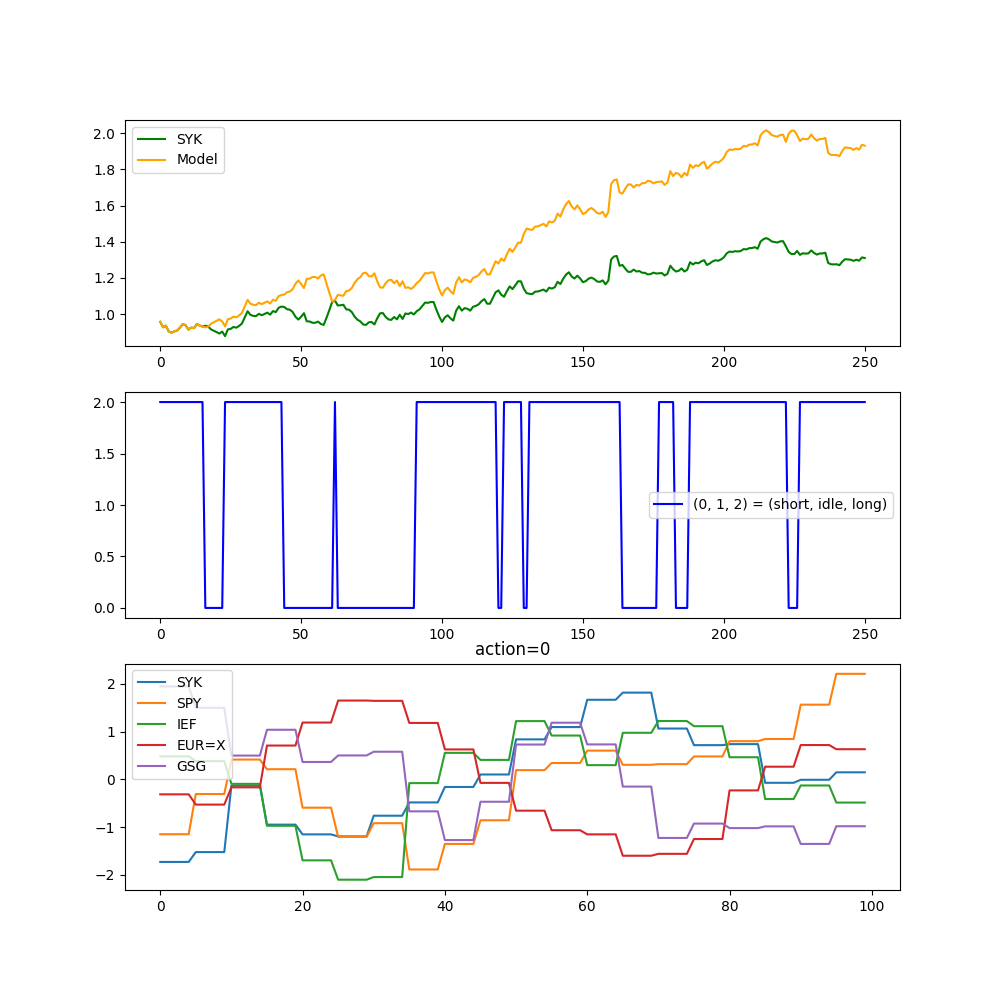 2.0
1.8
1.6
1.4
1.2
1.0
SYK
Model
0 50 100 150 200 250
2.0
1.5
1.0
0.5
0.0
(0, 1, 2) = (short, idle, long)
0 50 100 150 200 250
action=0
2
1
0
−1
−2
SYK
SPY
IEF
EUR=X
GSG
0 20 40 60 80 100